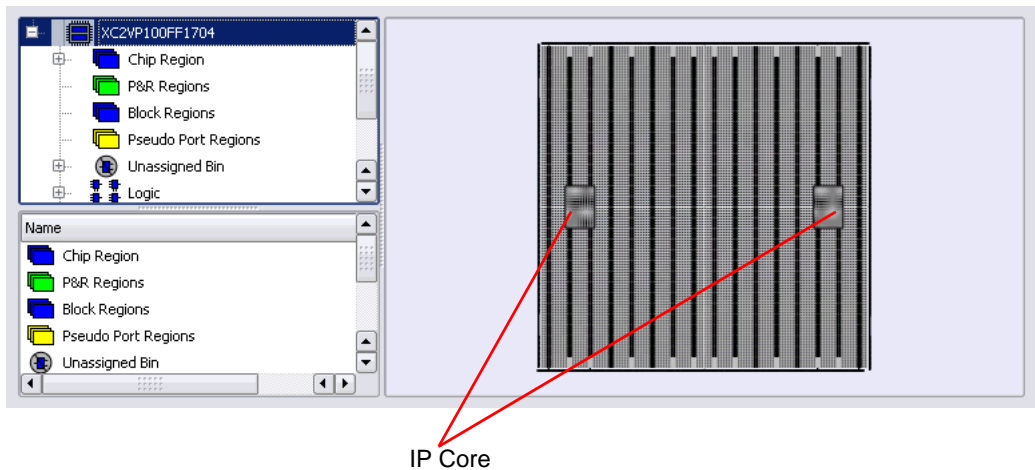 XC2VP100FF1704
Chip Region
P&R Regions
Block Regions
Pseudo Port Regions
Unassigned Bin
Logic
Name
Chip Region
P&R Regions
Block Regions
Pseudo Port Regions
Unassigned Bin
IP Core